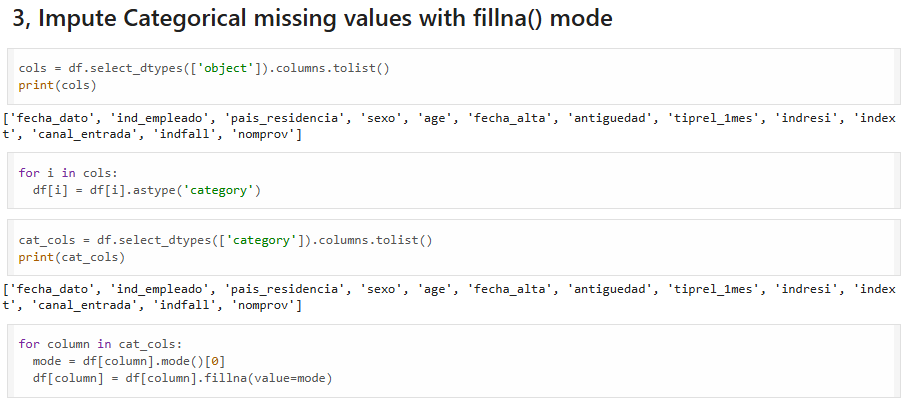 3, Impute Categorical missing values with fillna() mode
cols = df.select_dtypes(['object']).columns.tolist()
print(cols)
['fecha_dato', 'ind_empleado', 'pais_residencia', 'sexo', 'age', 'fecha_alta', 'antiguedad', 'tiprel_1mes', 'indresi', 'index
t', 'canal_entrada', 'indfall', 'nomprov']
for i in cols:
  df[i] = df[i].astype('category')
cat_cols = df.select_dtypes(['category']).columns.tolist()
print(cat_cols)
['fecha_dato', 'ind_empleado', 'pais_residencia', 'sexo', 'age', 'fecha_alta', 'antiguedad', 'tiprel_1mes', 'indresi', 'index
t', 'canal_entrada', 'indfall', 'nomprov']
for column in cat_cols:
  mode = df[column].mode()[0]
  df[column] = df[column].fillna(value=mode)